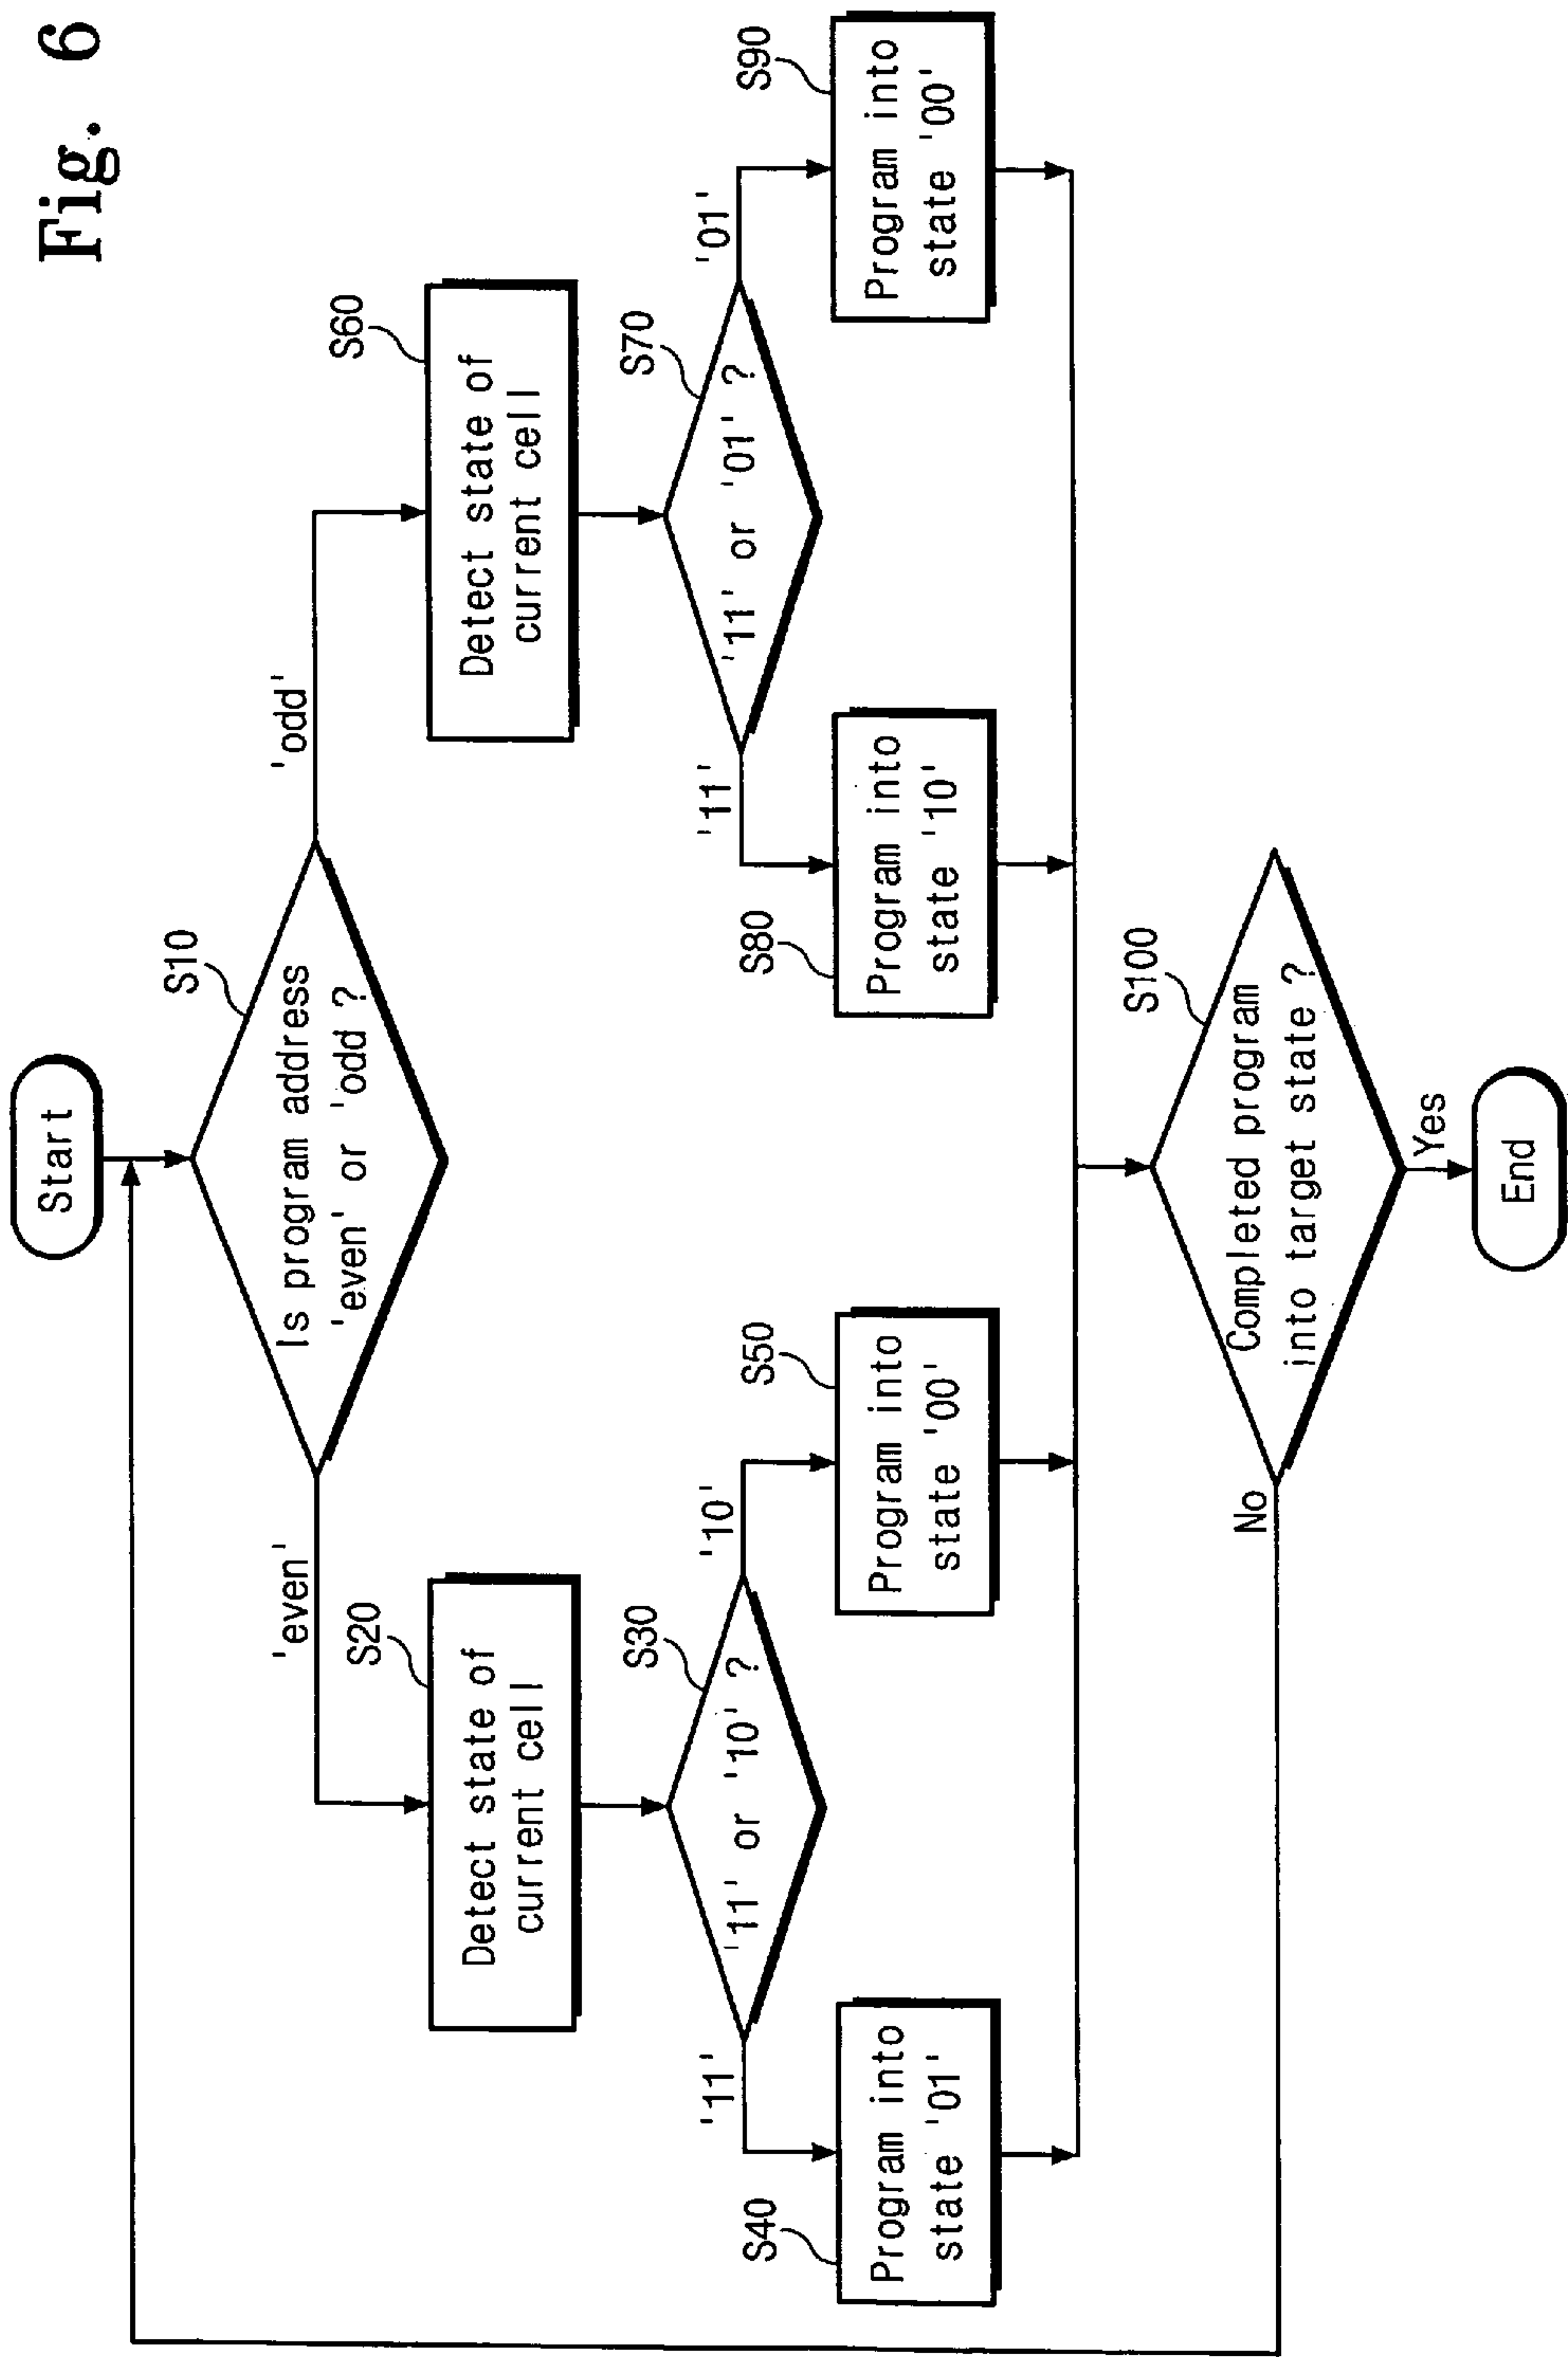 Fig. 6
Start
S10
Is program address
'even' or 'odd ?
'even'
'odd'
S20
Detect state of
current cell
S60
Detect state of
current cell
S30
'11' or '10' ?
S70
'11' or '01' ?
'11'
'10'
'11'
'01'
S40
Program into
state '01'
S50
Program into
state '00'
S80
Program into
state '10'
S90
Program into
state '00'
S100
Completed program
into target state ?
No
Yes
End